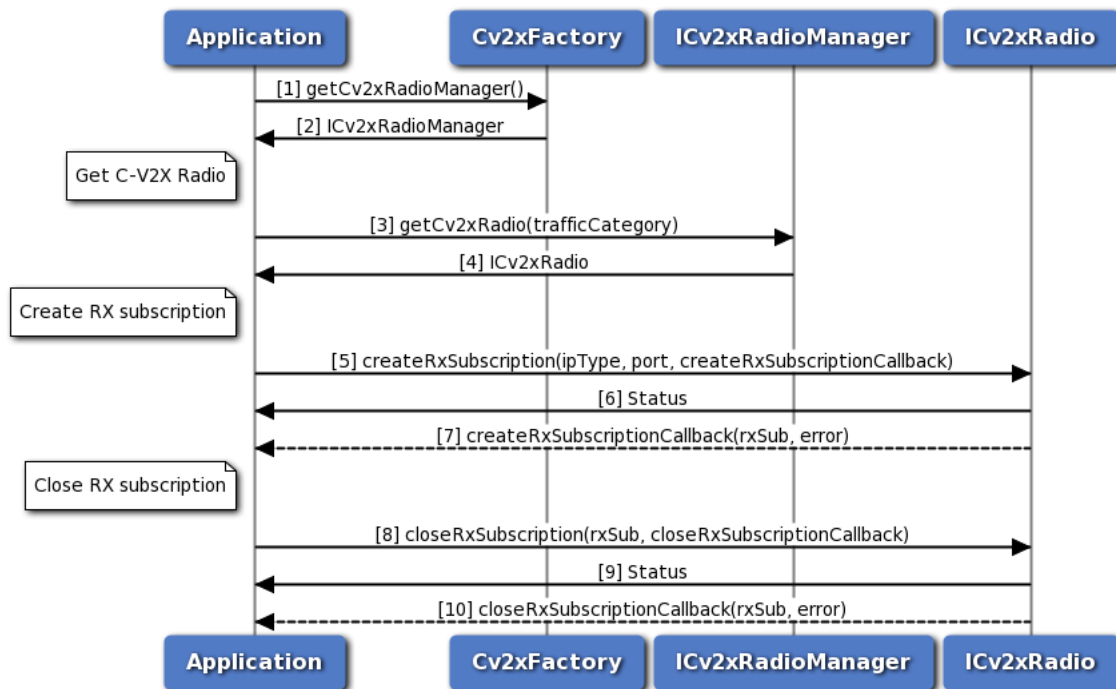 Application Cv2xFactory ICv2xRadioManager ICv2xRadio
[1] getCv2xRadioManager()
[2] ICv2xRadioManager
Get C-V2X Radio
[3] getCv2xRadio(trafficCategory)
[4] ICv2xRadio
Create RX subscription
[5] createRxSubscription(ipType, port, createRxSubscriptionCallback)
[6] Status
[7] createRxSubscriptionCallback(rxSub, error)
Close RX subscription
[8] closeRxSubscription(rxSub, closeRxSubscriptionCallback)
[9] Status
[10] closeRxSubscriptionCallback(rxSub, error)
Application Cv2xFactory ICv2xRadioManager ICv2xRadio